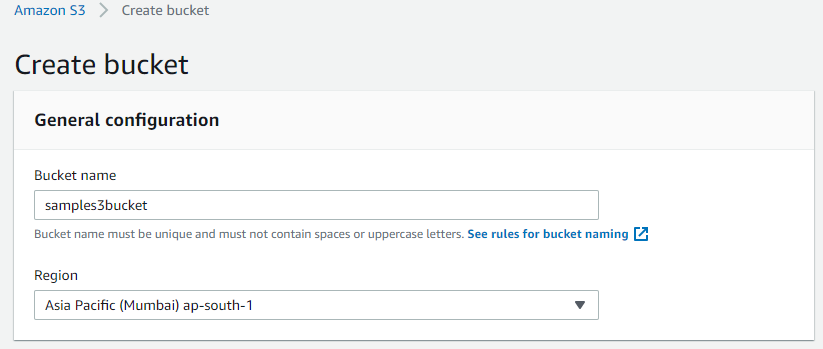 Amazon S3 > Create bucket
Create bucket
General configuration
Bucket name
samples3bucket
Bucket name must be unique and must not contain spaces or uppercase letters. See rules for bucket naming
Region
Asia Pacific (Mumbai) ap-south-1